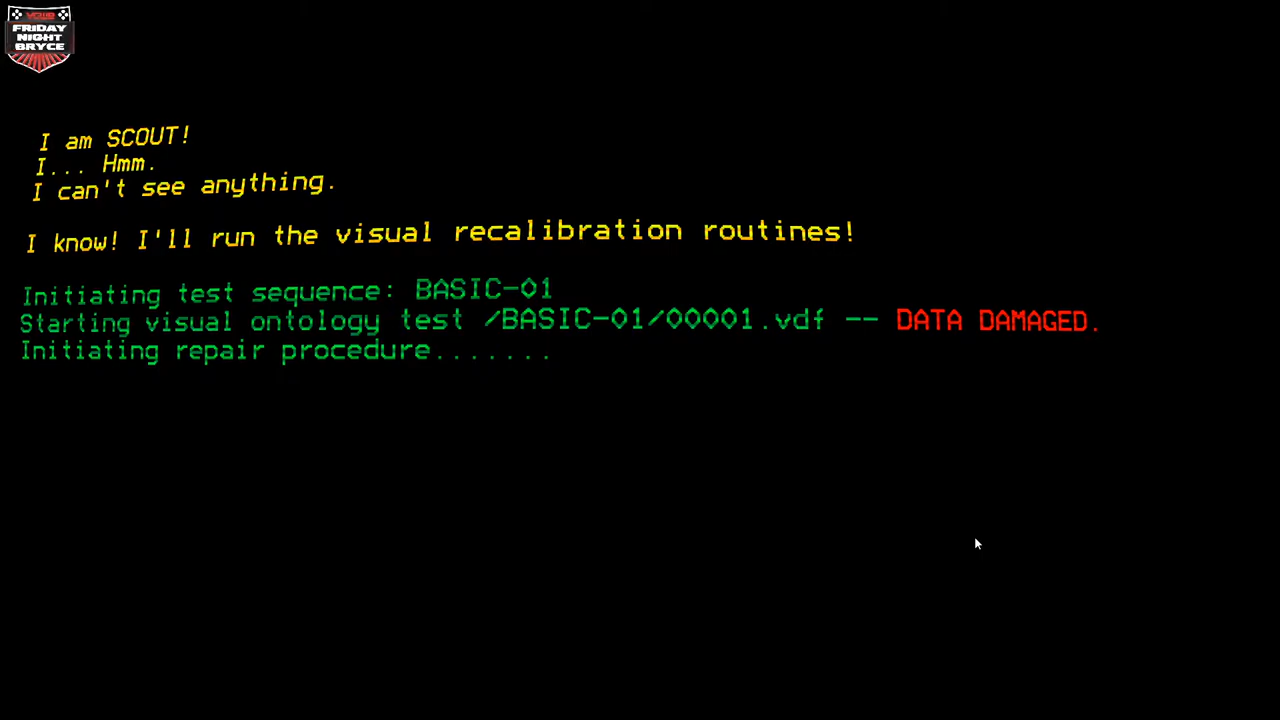 VOID
FRIDAY
NIGHT
BRYCE
I am SCOUT!
I... Hmm.
I can't see anything.
I know! I'll run the visual recalibration routines!
Initiating test sequence: BASIC-01
Starting visual ontology test /BASIC-01/00001.vdf -- DATA DAMAGED.
Initiating repair procedure.......